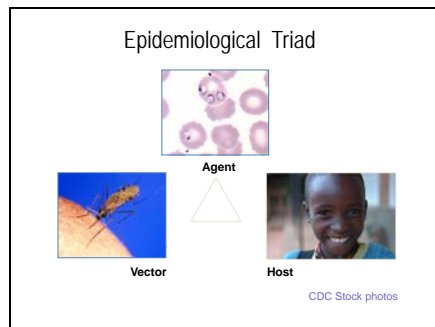 Epidemiological Triad
Agent
Vector
Host
CDC Stock photos